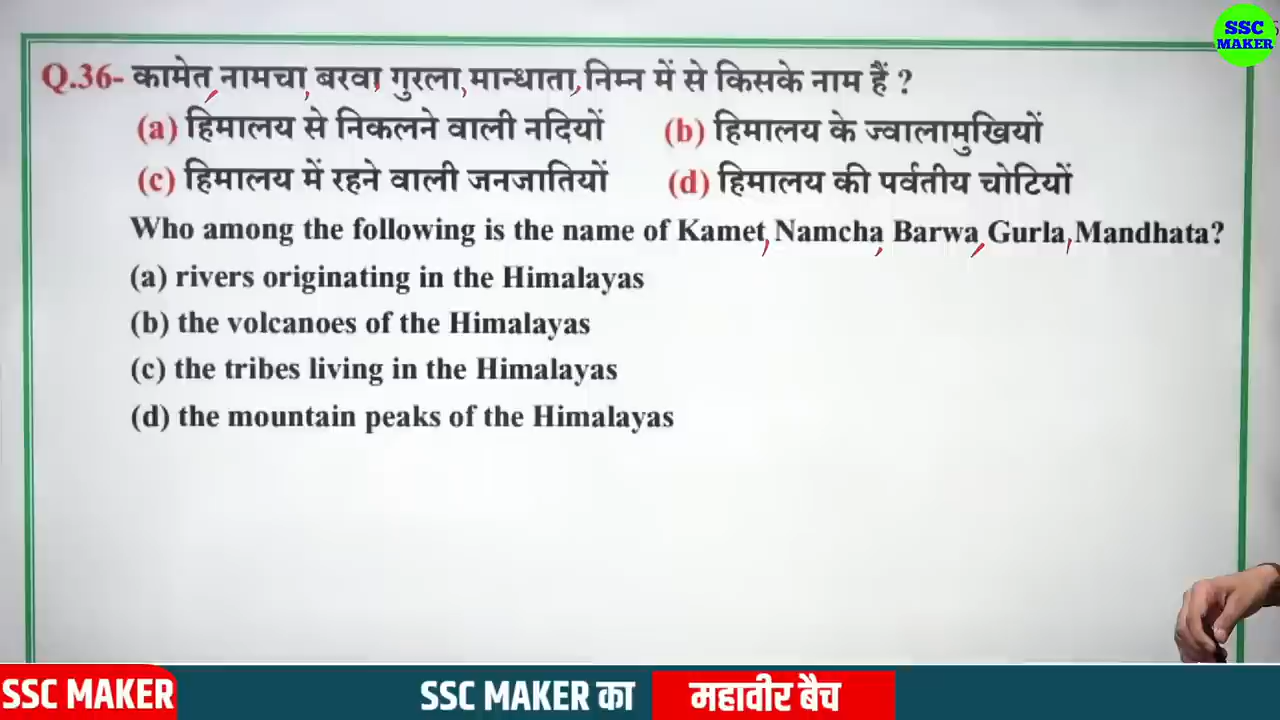 SSC
MAKER
Q.36- कामेत,नामचा,बरवा,गुरला,मान्धाता,निम्न में से किसके नाम हैं ?
(a) हिमालय से निकलने वाली नदियों (b) हिमालय के ज्वालामुखियों
(c) हिमालय में रहने वाली जनजातियों (d) हिमालय की पर्वतीय चोटियों
Who among the following is the name of Kamet,Namcha,Barwa,Gurla,Mandhata?
(a) rivers originating in the Himalayas
(b) the volcanoes of the Himalayas
(c) the tribes living in the Himalayas
(d) the mountain peaks of the Himalayas
SSC MAKER SSC MAKER का महावीर बैच